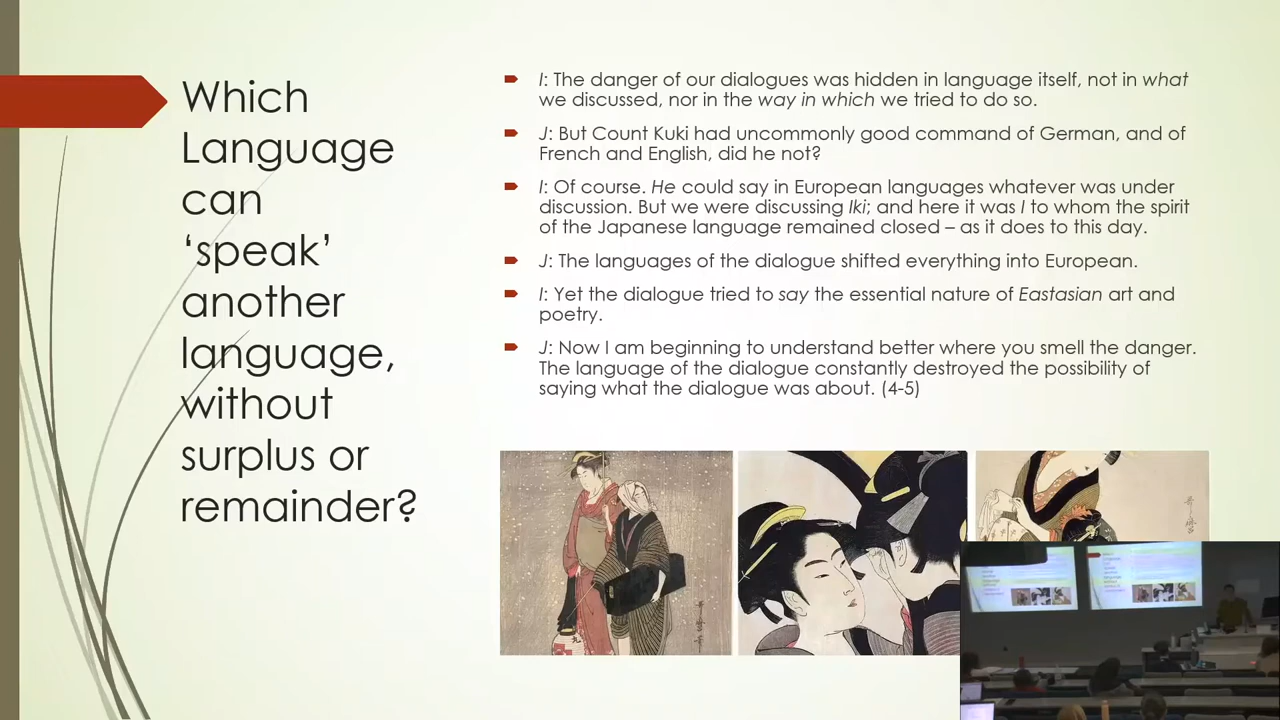 Which
Language
can
‘speak’
another
language,
without
surplus or
remainder?
I: The danger of our dialogues was hidden in language itself, not in what
we discussed, nor in the way in which we tried to do so.
J: But Count Kuki had uncommonly good command of German, and of
French and English, did he not?
I: Of course. He could say in European languages whatever was under
discussion. But we were discussing Iki; and here it was I to whom the spirit
of the Japanese language remained closed – as it does to this day.
J: The languages of the dialogue shifted everything into European.
I: Yet the dialogue tried to say the essential nature of Eastasian art and
poetry.
J: Now I am beginning to understand better where you smell the danger.
The language of the dialogue constantly destroyed the possibility of
saying what the dialogue was about. (4-5)